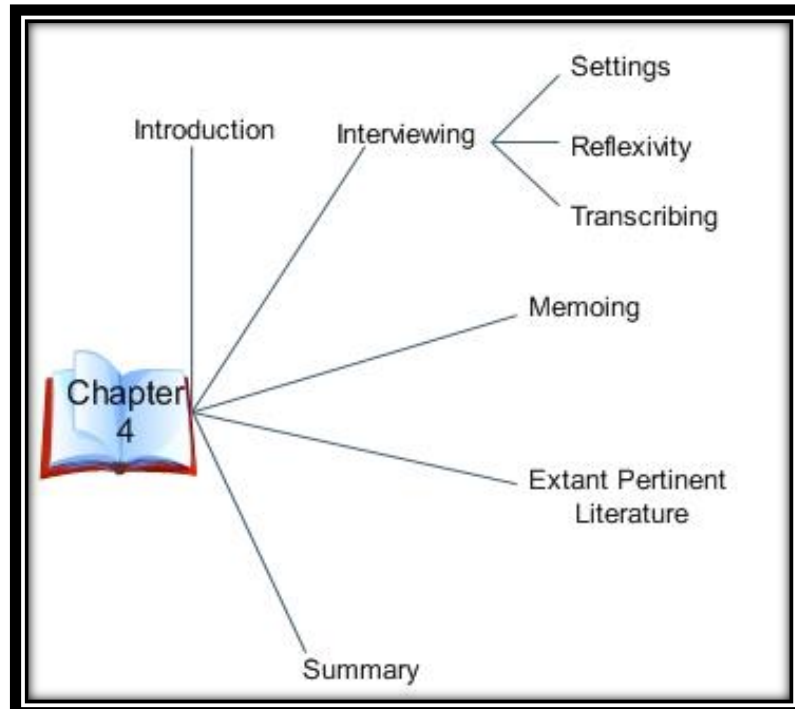 Settings
Introduction
Interviewing
Reflexivity
Transcribing
Memoing
Chapter
4
Extant Pertinent
Literature
Summary